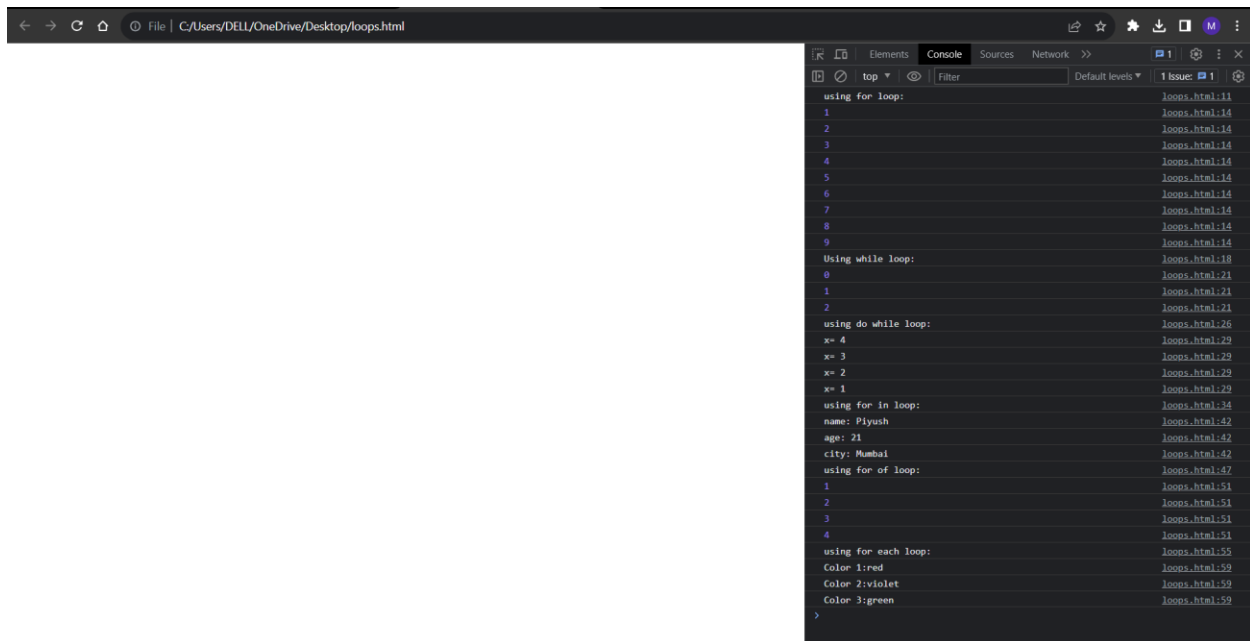 File C:/Users/DELL/OneDrive/Desktop/loops.html M
Elements Console Sources Network >> 1
top ▼ Filter Default levels ▼ 1 Issue: 1
using for loop: loops.html:11
1 loops.html:14
2 loops.html:14
3 loops.html:14
4 loops.html:14
5 loops.html:14
6 loops.html:14
7 loops.html:14
8 loops.html:14
9 loops.html:14
Using while loop: loops.html:18
0 loops.html:21
1 loops.html:21
2 loops.html:21
using do while loop: loops.html:26
x= 4 loops.html:29
x= 3 loops.html:29
x= 2 loops.html:29
x= 1 loops.html:29
using for in loop: loops.html:34
name: Piyush loops.html:42
age: 21 loops.html:42
city: Mumbai loops.html:42
using for of loop: loops.html:47
1 loops.html:51
2 loops.html:51
3 loops.html:51
4 loops.html:51
using for each loop: loops.html:55
Color 1:red loops.html:59
Color 2:violet loops.html:59
Color 3:green loops.html:59
>